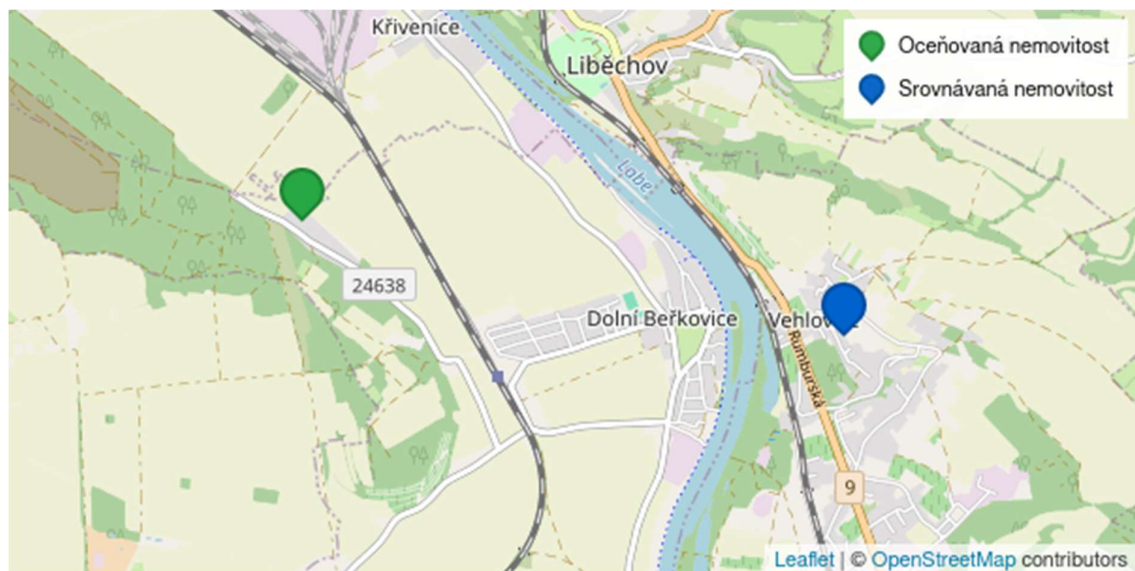 Křivenice
Liběchov
Oceňovaná nemovitost
Srovnávaná nemovitost
Labe
24638
Dolní Beřkovice
Rumburská
9
Leaflet | © OpenStreetMap contributors